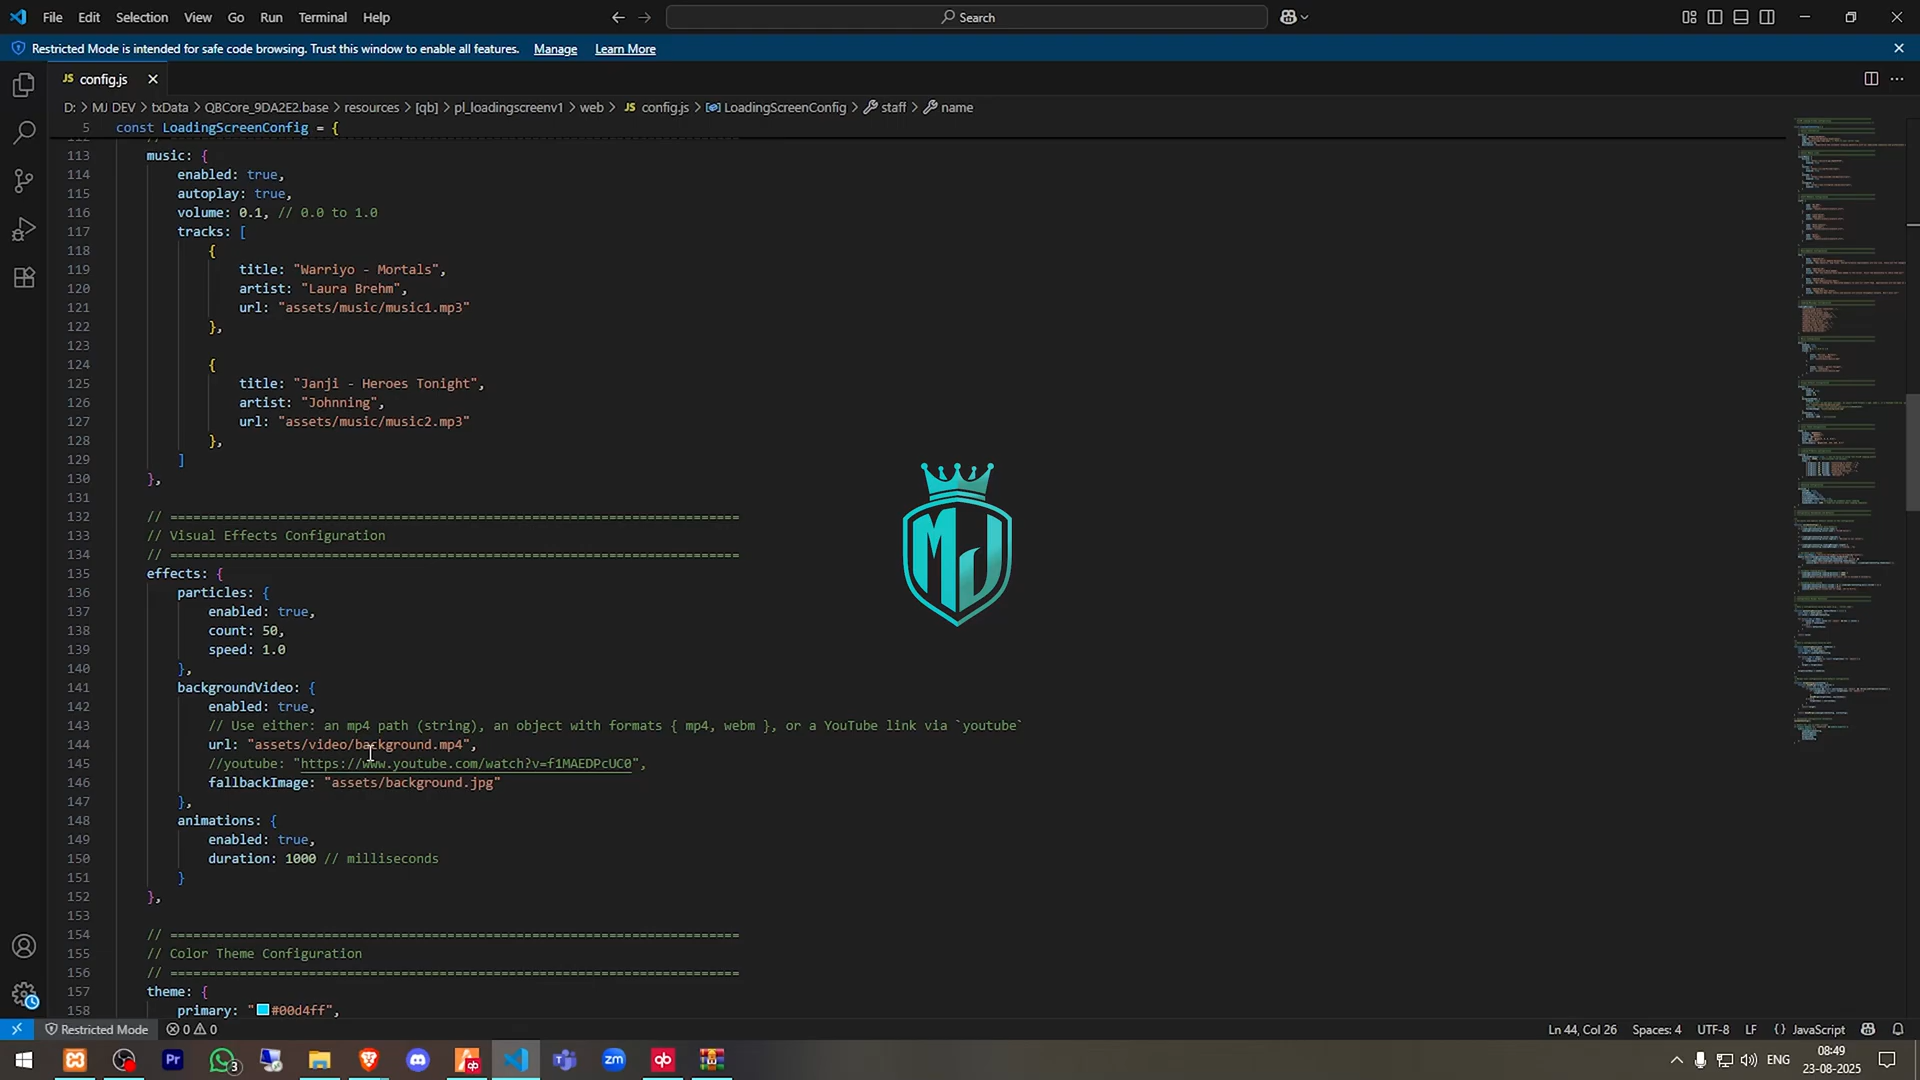 File Edit Selection View Go Run Terminal Help
Search
Restricted Mode is intended for safe code browsing. Trust this window to enable all features. Manage Learn More
JS config.js
D: > MJ DEV > txData > QBCore_9DA2E2.base > resources > [qb] > pl_loadingscreenv1 > web > JS config.js > LoadingScreenConfig > staff > name
5 const LoadingScreenConfig = {
113 music: {
114 enabled: true,
115 autoplay: true,
116 volume: 0.1, // 0.0 to 1.0
117 tracks: [
118 {
119 title: "Warriyo - Mortals",
120 artist: "Laura Brehm",
121 url: "assets/music/music1.mp3"
122 },
123
124 {
125 title: "Janji - Heroes Tonight",
126 artist: "Johnning",
127 url: "assets/music/music2.mp3"
128 },
129 ]
130 },
131
132 // ==========================================================================
133 // Visual Effects Configuration
134 // ==========================================================================
135 effects: {
136 particles: {
137 enabled: true,
138 count: 50,
139 speed: 1.0
140 },
141 backgroundVideo: {
142 enabled: true,
143 // Use either: an mp4 path (string), an object with formats { mp4, webm }, or a YouTube link via `youtube`
144 url: "assets/video/background.mp4",
145 //youtube: "https://www.youtube.com/watch?v=f1MAEDPcUC0",
146 fallbackImage: "assets/background.jpg"
147 },
148 animations: {
149 enabled: true,
150 duration: 1000 // milliseconds
151 }
152 },
153
154 // ==========================================================================
155 // Color Theme Configuration
156 // ==========================================================================
157 theme: {
158 primary: "#00d4ff",
MJ
Restricted Mode 0 0 Ln 44, Col 26 Spaces: 4 UTF-8 LF {} JavaScript
Pr 3 qb zm qb ENG 08:49
23-08-2025